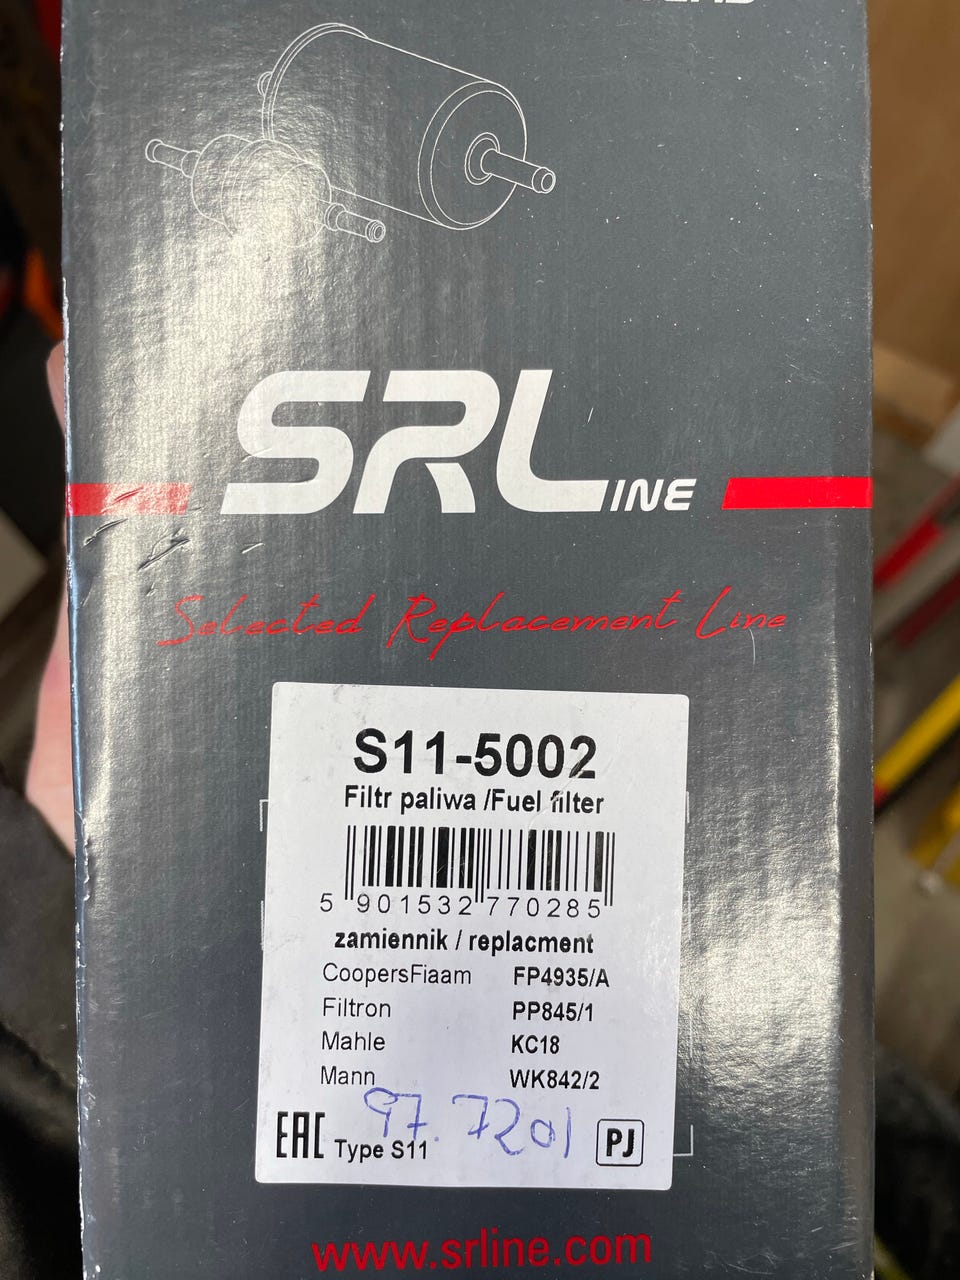 SRLINE
Selected Replacement Line
S11-5002
Filtr paliwa /Fuel filter
5 901532 770285
zamiennik / replacment
CoopersFiaam FP4935/A
Filtron PP845/1
Mahle KC18
Mann WK842/2
97.7201
EAC Type S11 PJ
www.srline.com